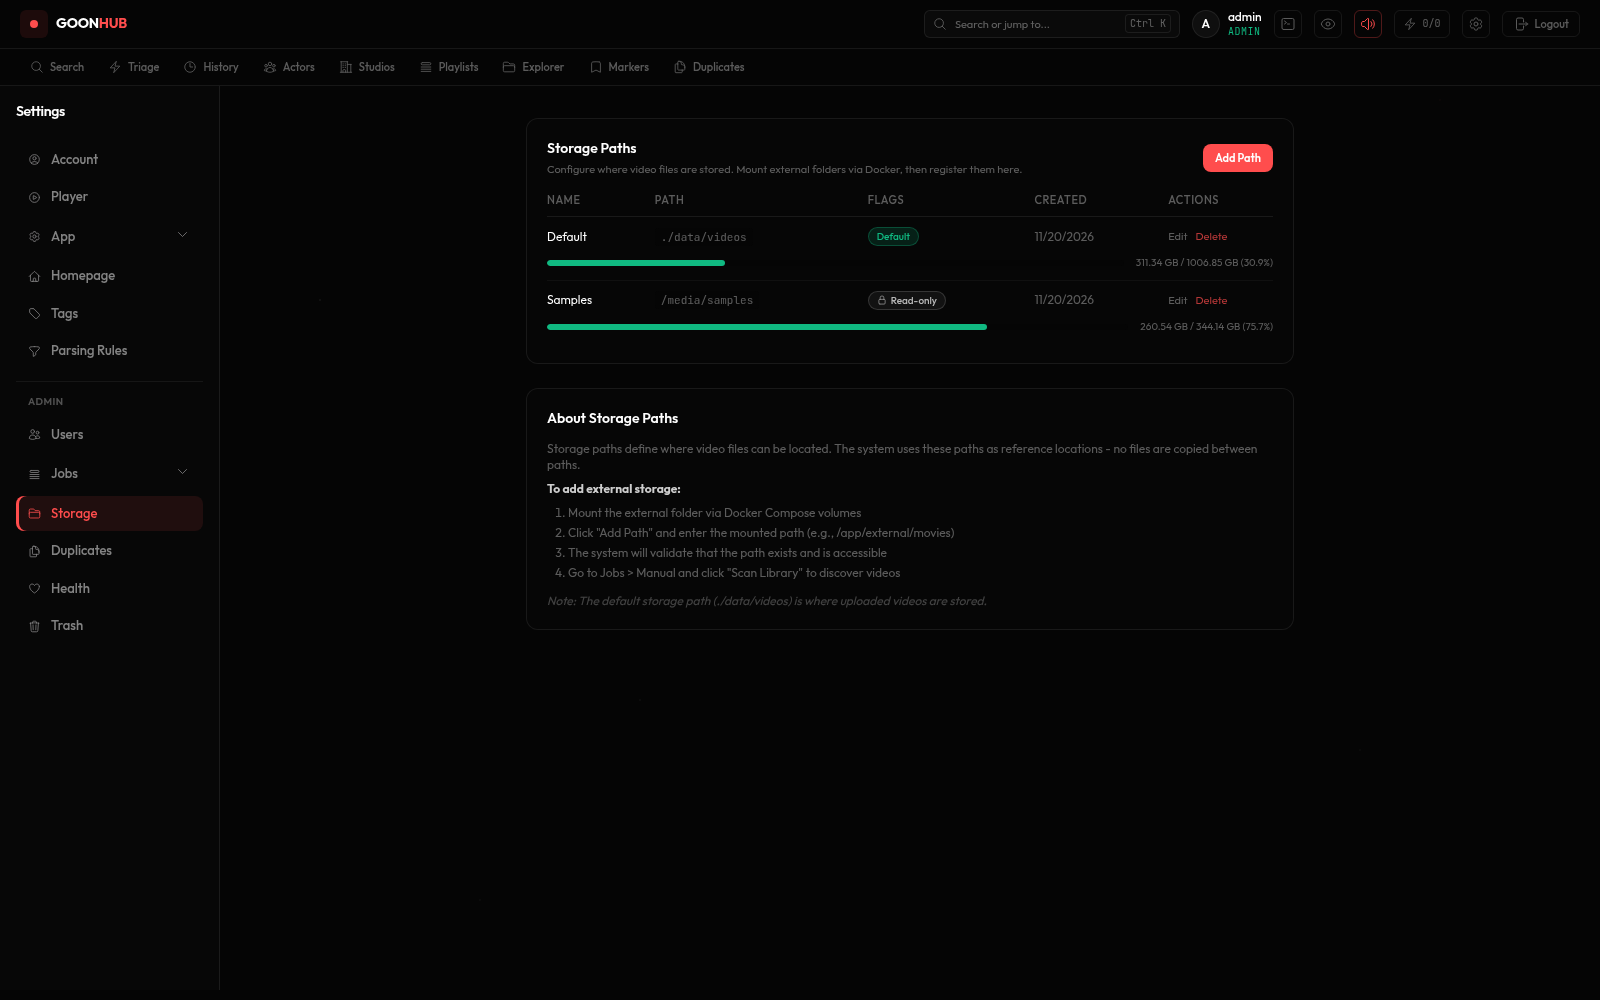 GOONHUB
Search or jump to...
Ctrl K
A
admin
ADMIN
0/0
Logout
Search
Triage
History
Actors
Studios
Playlists
Explorer
Markers
Duplicates
Settings
Account
Player
App
Homepage
Tags
Parsing Rules
ADMIN
Users
Jobs
Storage
Duplicates
Health
Trash
Storage Paths
Configure where video files are stored. Mount external folders via Docker, then register them here.
Add Path
NAME PATH FLAGS CREATED ACTIONS
Default ./data/videos Default 11/20/2026 Edit Delete
311.34 GB / 1006.85 GB (30.9%)
Samples /media/samples Read-only 11/20/2026 Edit Delete
260.54 GB / 344.14 GB (75.7%)
About Storage Paths
Storage paths define where video files can be located. The system uses these paths as reference locations - no files are copied between
paths.
To add external storage:
1. Mount the external folder via Docker Compose volumes
2. Click "Add Path" and enter the mounted path (e.g., /app/external/movies)
3. The system will validate that the path exists and is accessible
4. Go to Jobs > Manual and click "Scan Library" to discover videos
Note: The default storage path (./data/videos) is where uploaded videos are stored.